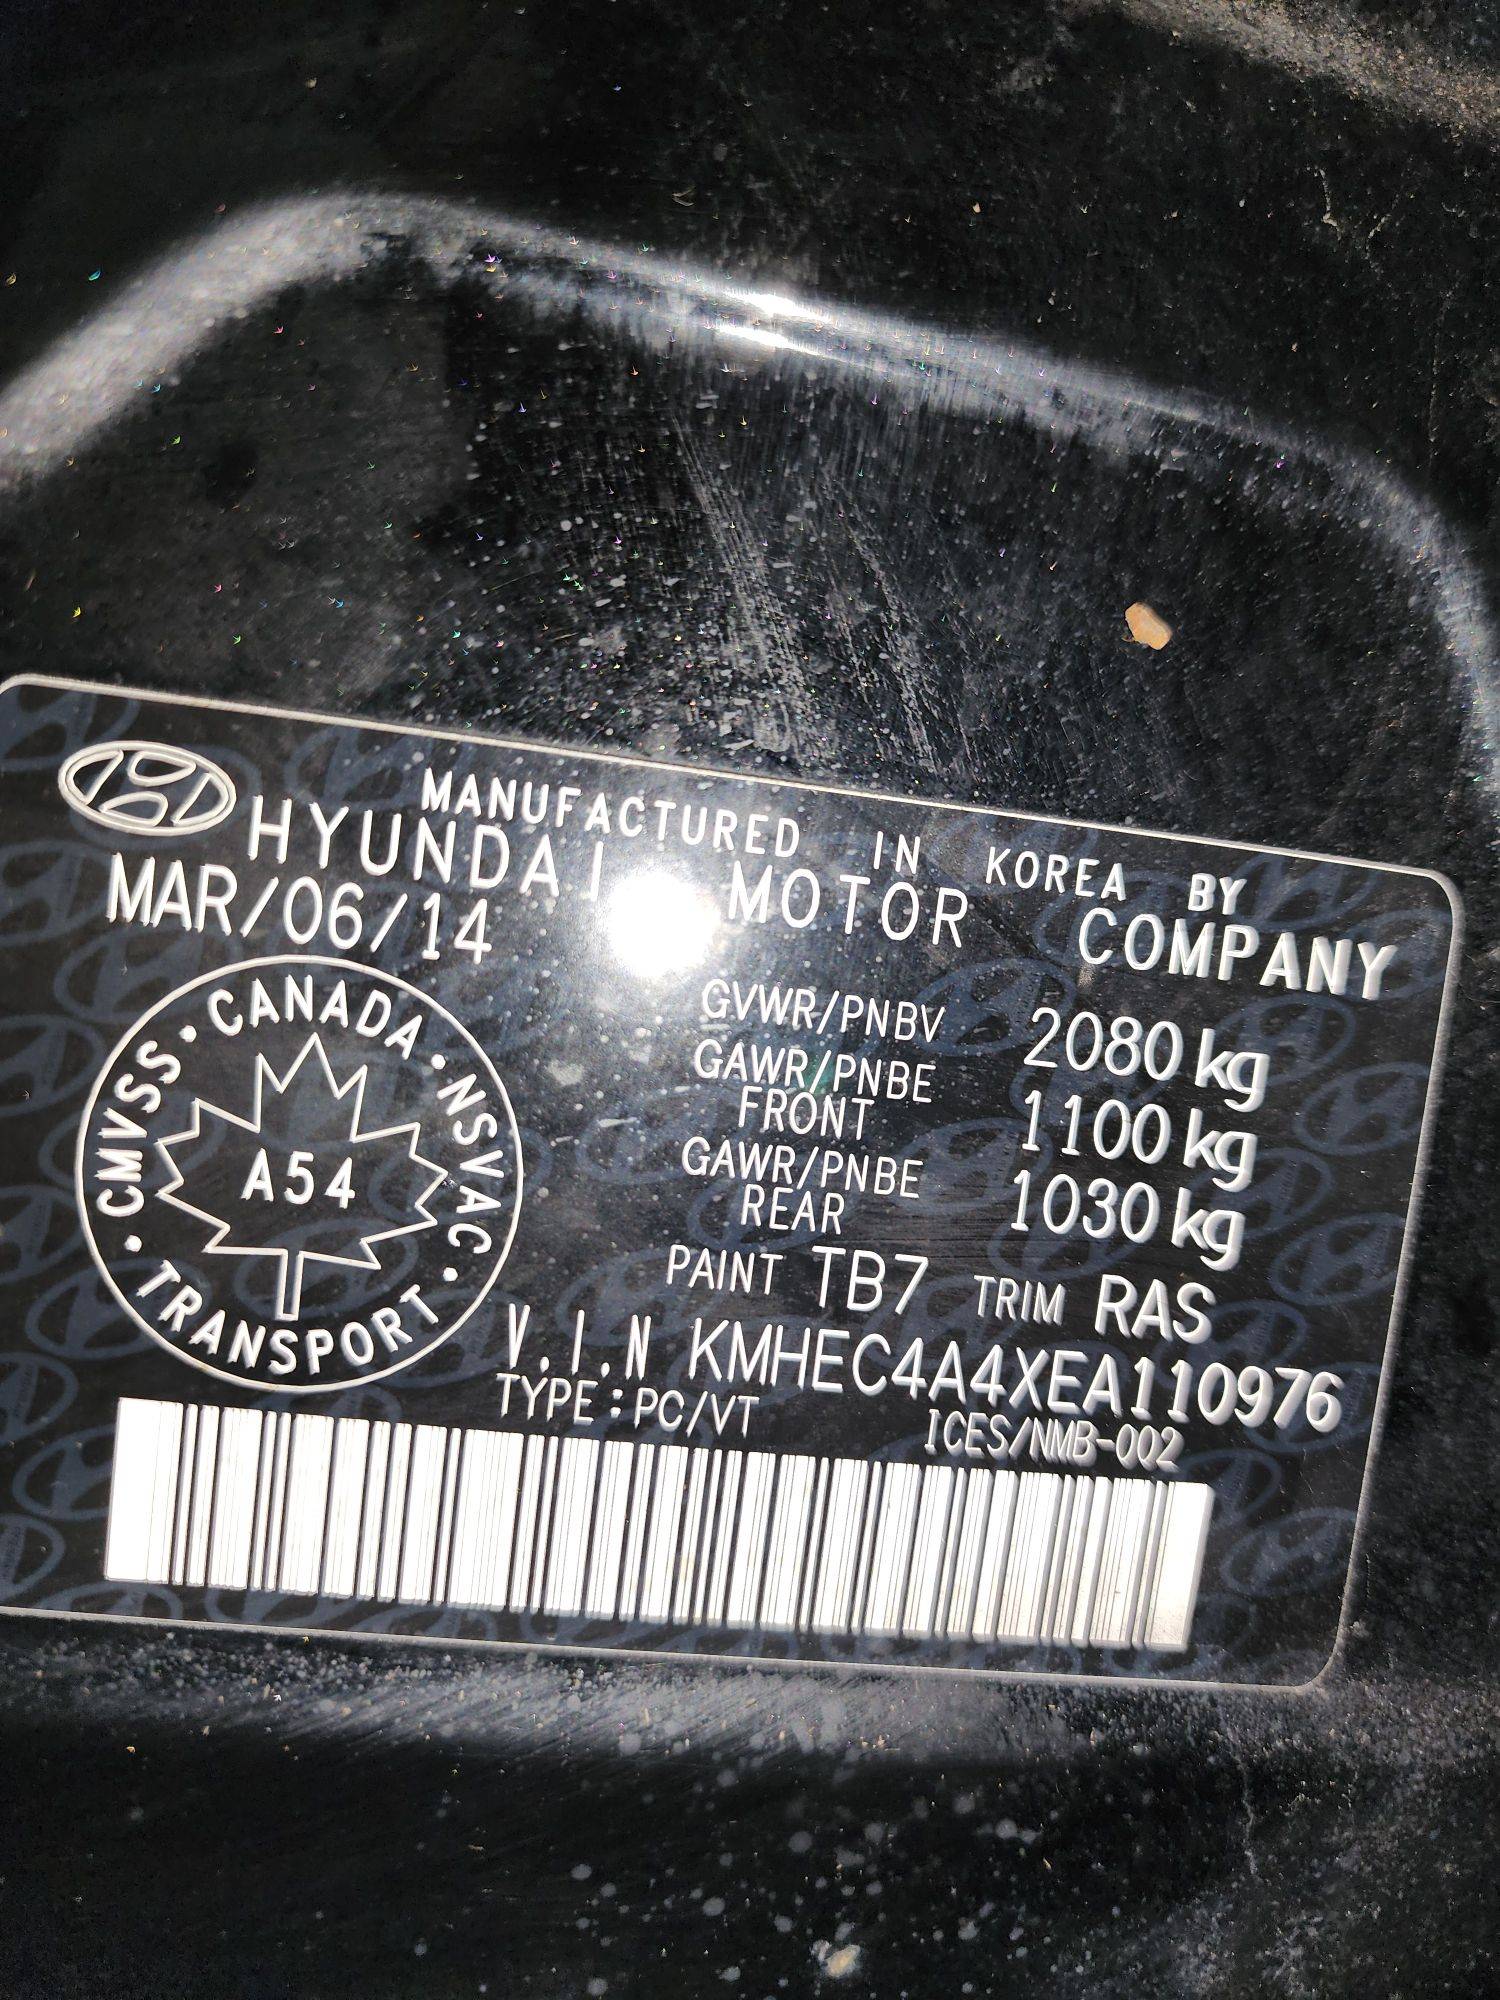 MANUFACTURED IN KOREA BY
HYUNDAI MOTOR COMPANY
MAR/06/14
CANADA · NSVAC · TRANSPORT · CMVSS ·
A54
GVWR/PNBV 2080 kg
GAWR/PNBE FRONT 1100 kg
GAWR/PNBE REAR 1030 kg
PAINT TB7 TRIM RAS
V.I.N KMHEC4A4XEA110976
TYPE : PC/VT ICES/NMB-002